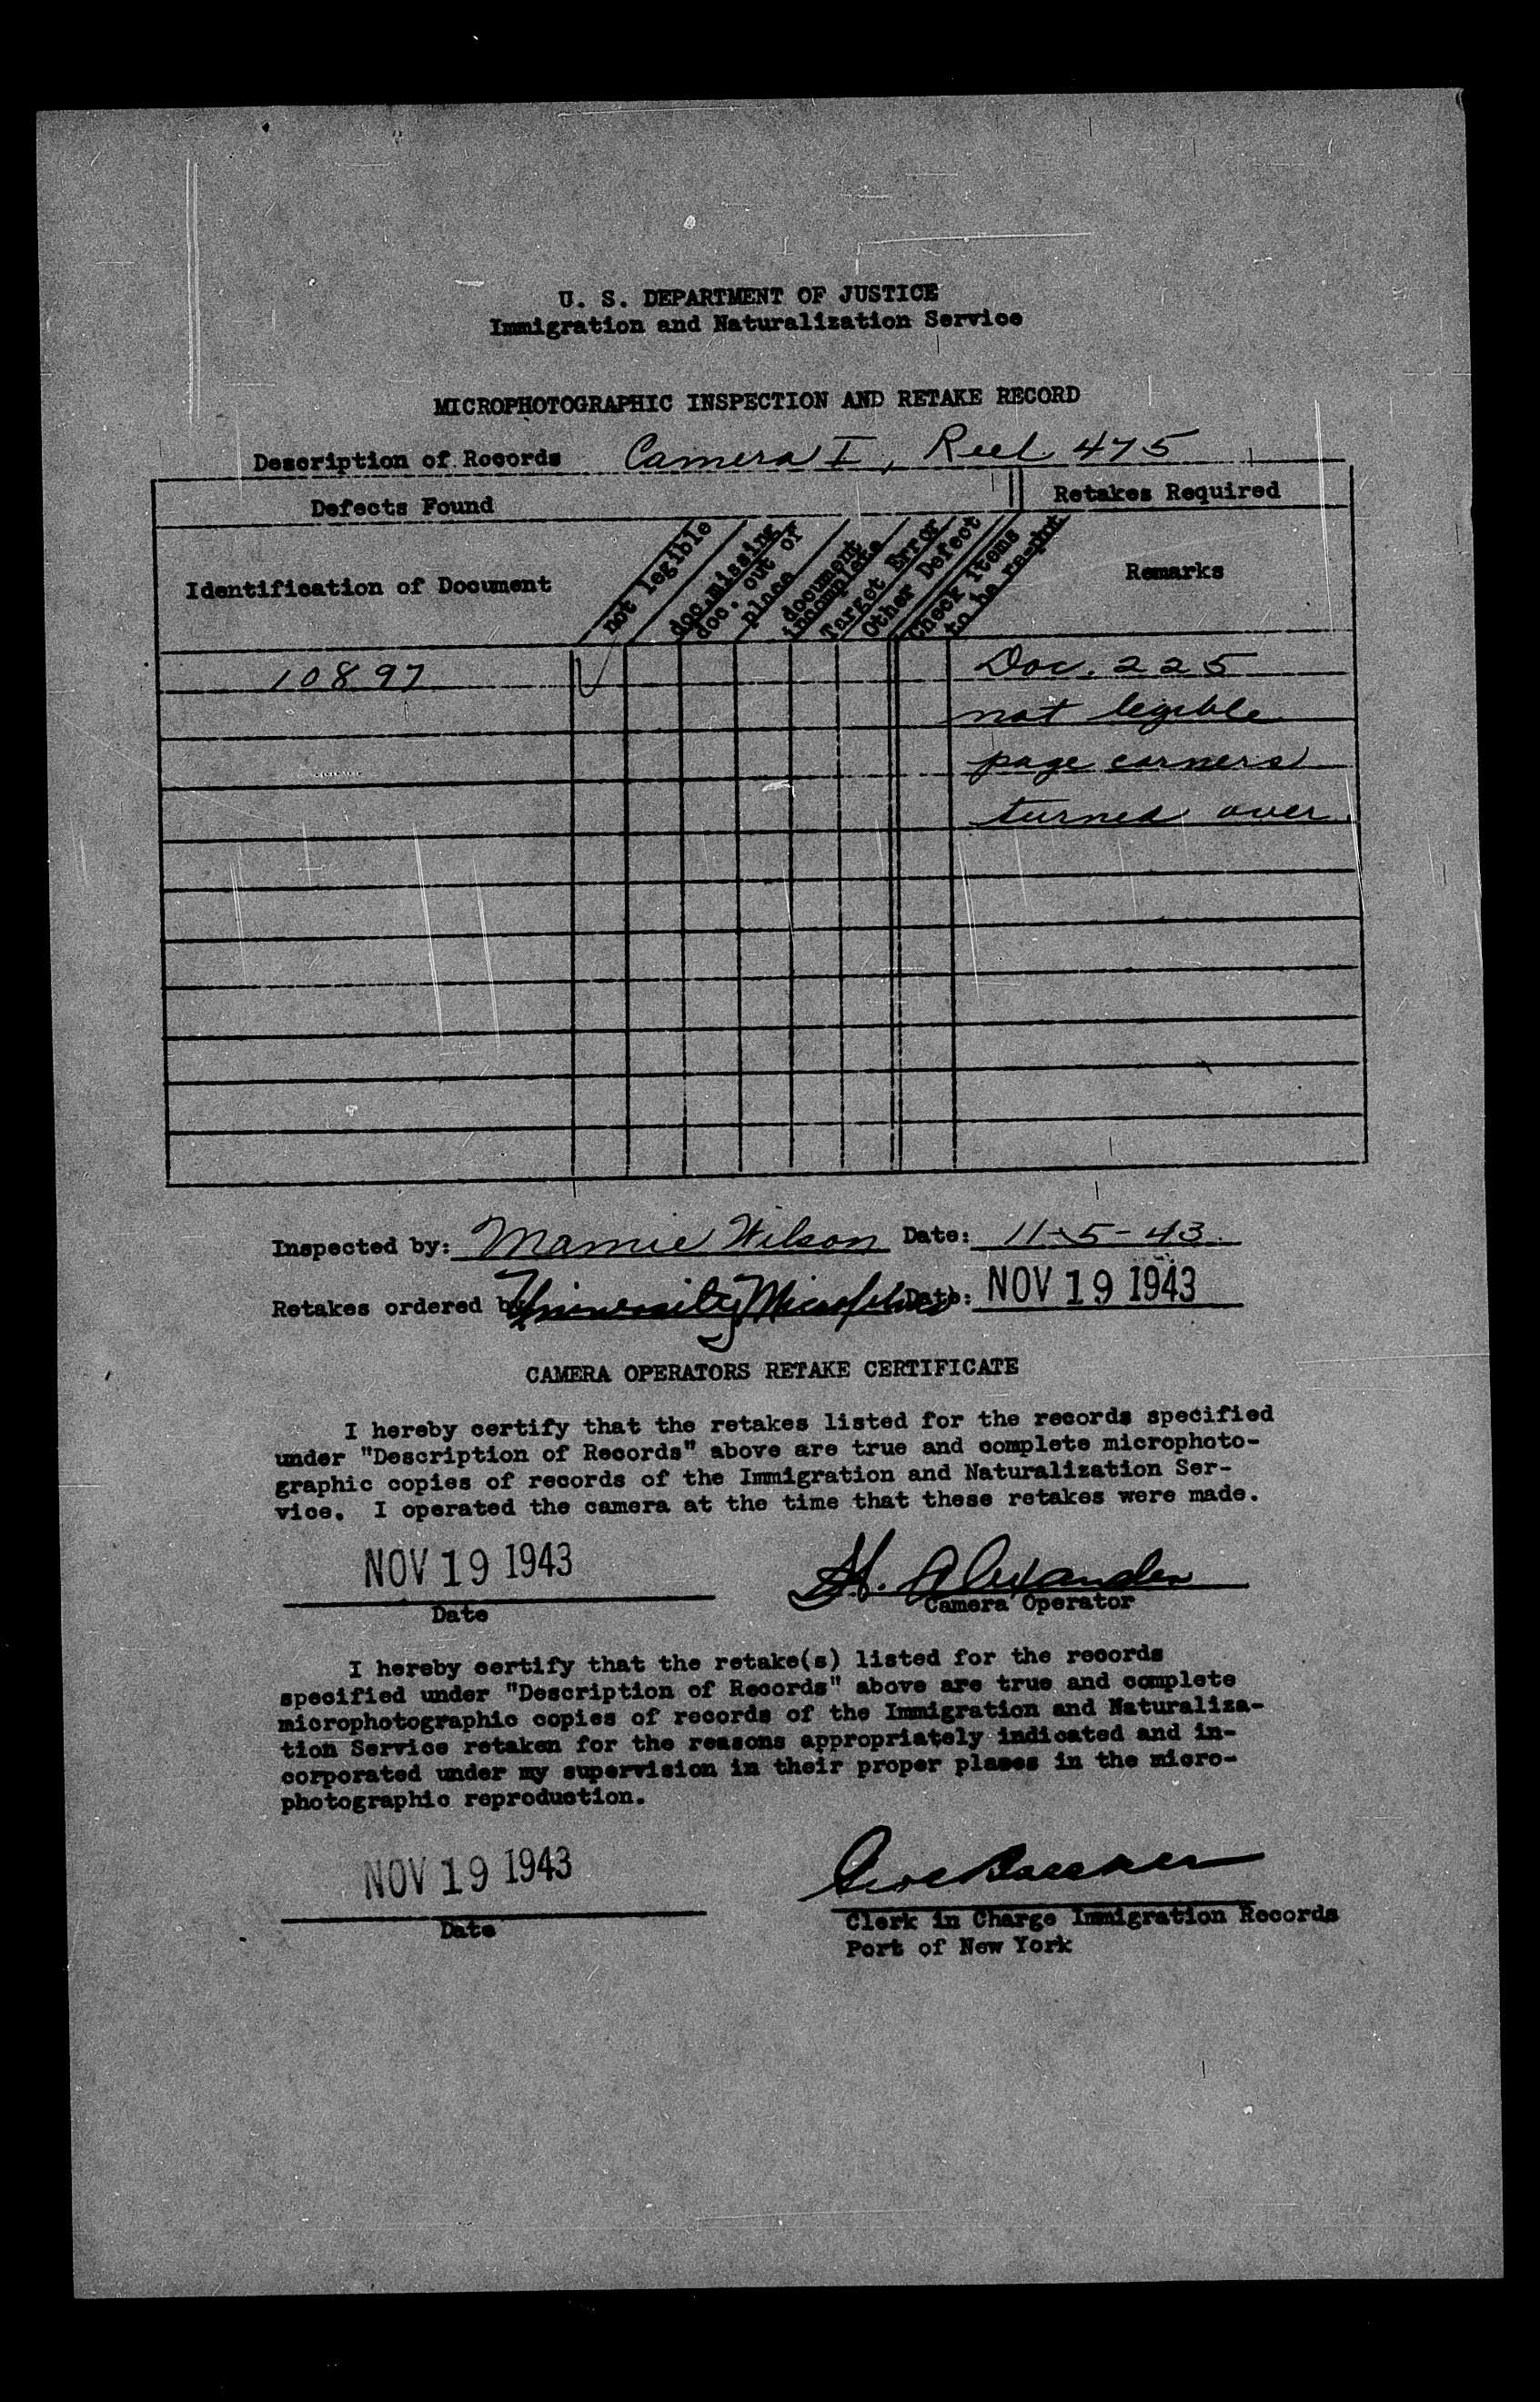 U. S. DEPARTMENT OF JUSTICE
Immigration and Naturalization Service
MICROPHOTOGRAPHIC INSPECTION AND RETAKE RECORD
Description of Records Camera I, Reel 475
Defects Found Retakes Required
Identification of Document
not legible
doc. missing
doc. out of
place
document
incomplete
Target Error
Other Defect
Check Items
to be re-phot
Remarks
10897 Doc. 225
not legible
page corners
turned over.
Inspected by: Mamie Wilson Date: 11-5-43
Retakes ordered by University Microfilms Date: NOV 19 1943
CAMERA OPERATORS RETAKE CERTIFICATE
I hereby certify that the retakes listed for the records specified
under "Description of Records" above are true and complete microphoto-
graphic copies of records of the Immigration and Naturalization Ser-
vice. I operated the camera at the time that these retakes were made.
NOV 19 1943 H. Alexander
Date Camera Operator
I hereby certify that the retake(s) listed for the records
specified under "Description of Records" above are true and complete
microphotographic copies of records of the Immigration and Naturaliza-
tion Service retaken for the reasons appropriately indicated and in-
corporated under my supervision in their proper places in the micro-
photographic reproduction.
NOV 19 1943
Date Clerk in Charge Immigration Records
Port of New York